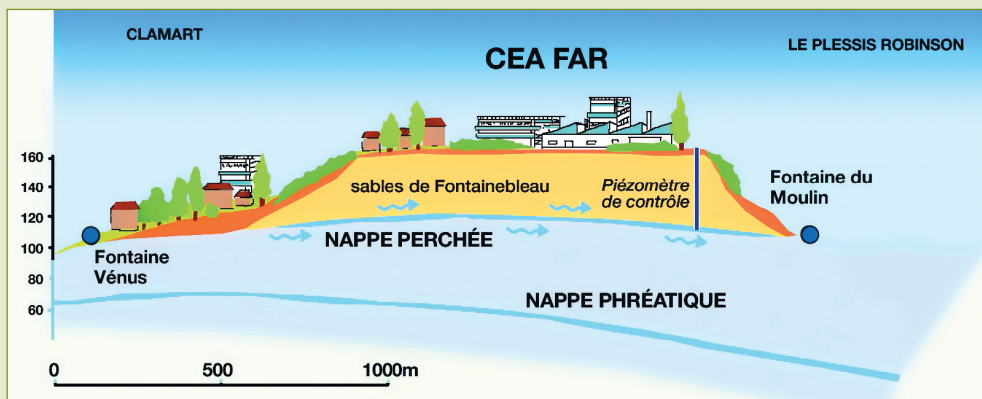 CLAMART
CEA FAR
LE PLESSIS ROBINSON
160
140
120
100
80
60
sables de Fontainebleau
Piézomètre
de contrôle
Fontaine du
Moulin
NAPPE PERCHÉE
Fontaine
Vénus
NAPPE PHRÉATIQUE
0
500
1000m